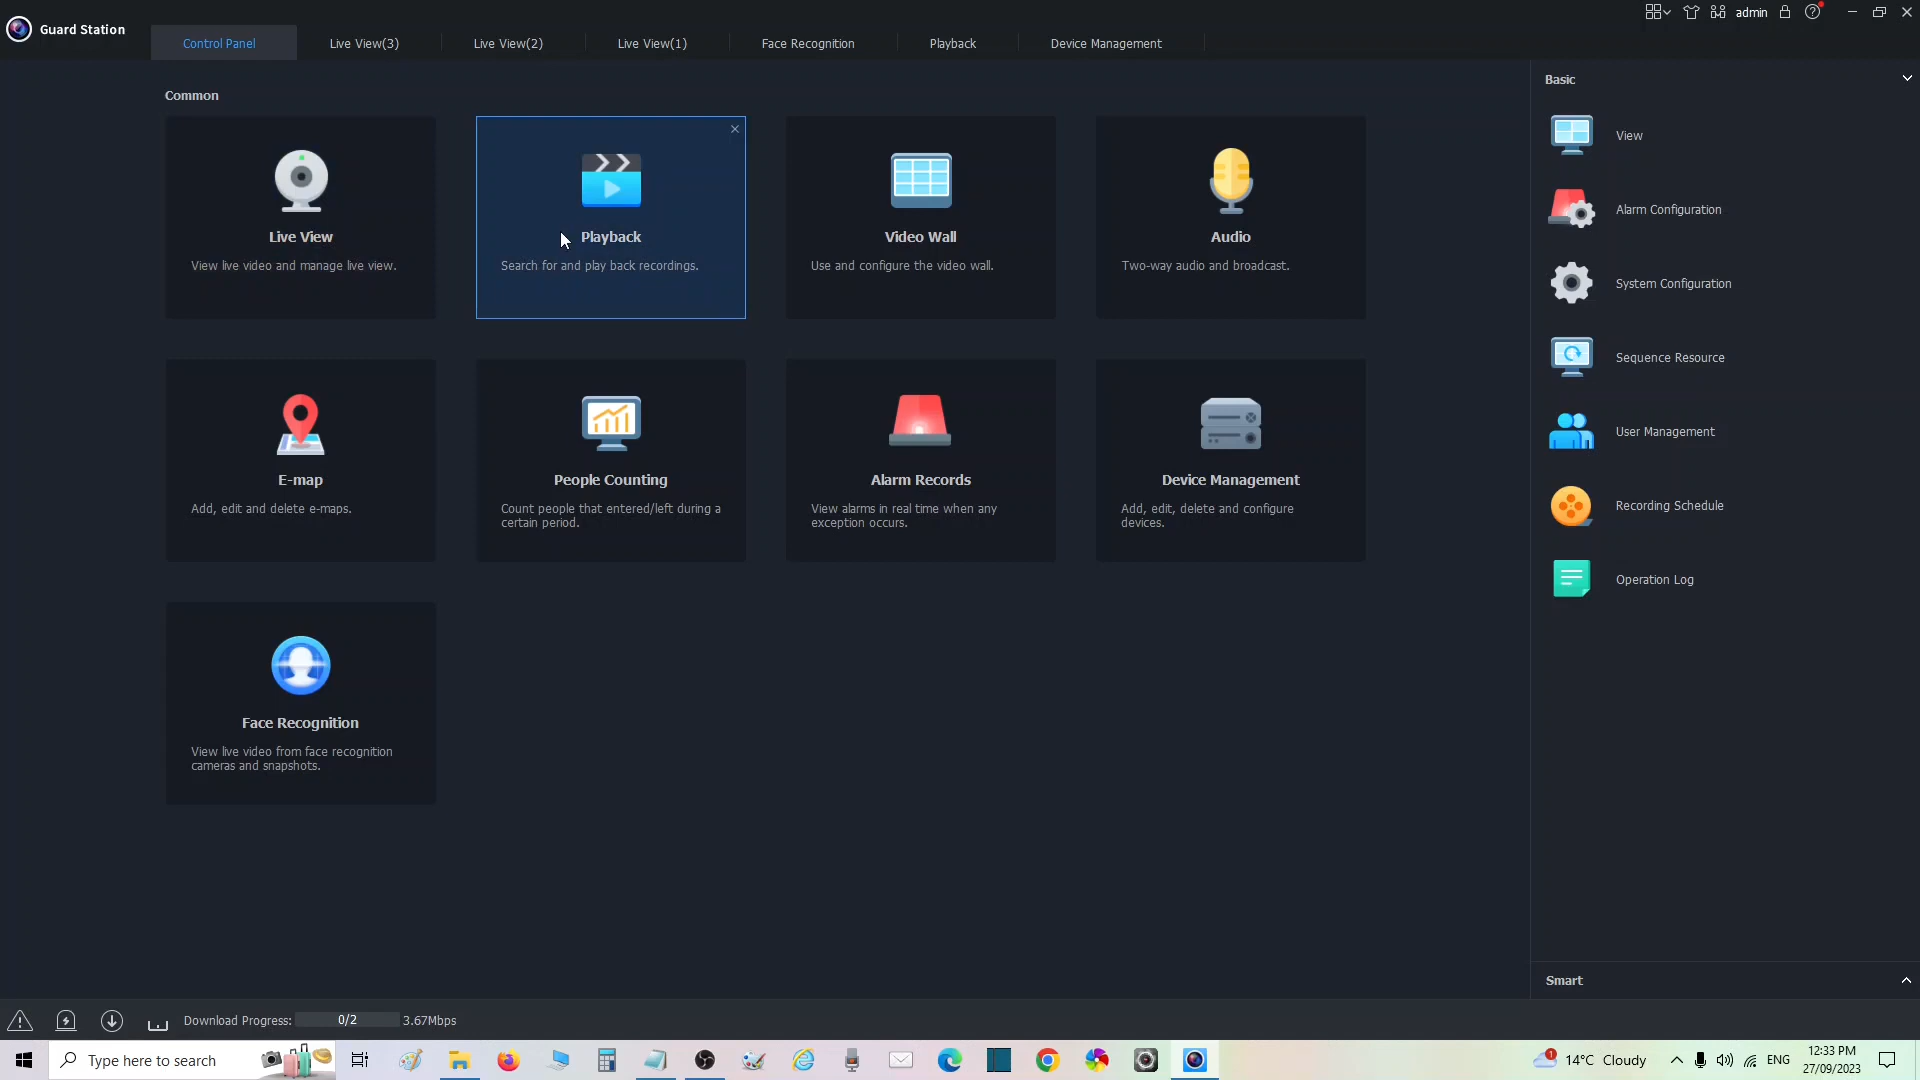 Guard Station
Control Panel
Live View(3)
Live View(2)
Live View(1)
Face Recognition
Playback
Device Management
admin
Common
Live View
View live video and manage live view.
Playback
Search for and play back recordings.
Video Wall
Use and configure the video wall.
Audio
Two-way audio and broadcast.
E-map
Add, edit and delete e-maps.
People Counting
Count people that entered/left during a
certain period.
Alarm Records
View alarms in real time when any
exception occurs.
Device Management
Add, edit, delete and configure
devices.
Face Recognition
View live video from face recognition
cameras and snapshots.
Basic
View
Alarm Configuration
System Configuration
Sequence Resource
User Management
Recording Schedule
Operation Log
Smart
Download Progress: 0/2 3.67Mbps
Type here to search
1
14°C Cloudy
ENG
12:33 PM
27/09/2023